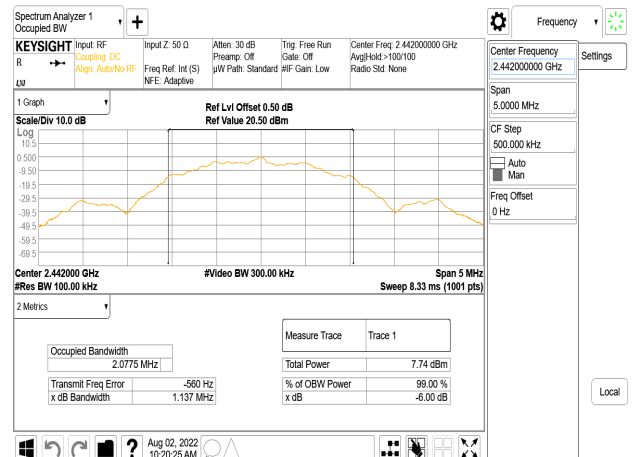 Spectrum Analyzer 1
Occupied BW
Frequency
KEYSIGHT
R
Input: RF
Coupling: DC
Align: Auto/No RF
Input Z: 50 Ω
Freq Ref: Int (S)
NFE: Adaptive
Atten: 30 dB
Preamp: Off
µW Path: Standard
Trig: Free Run
Gate: Off
#IF Gain: Low
Center Freq: 2.442000000 GHz
Avg|Hold:>100/100
Radio Std: None
Center Frequency
2.442000000 GHz
Settings
Span
5.0000 MHz
CF Step
500.000 kHz
Auto
Man
Freq Offset
0 Hz
1 Graph
Scale/Div 10.0 dB
Ref Lvl Offset 0.50 dB
Ref Value 20.50 dBm
Log
10.5
0.500
-9.50
-19.5
-29.5
-39.5
-49.5
-59.5
-69.5
Center 2.442000 GHz
#Video BW 300.00 kHz
Span 5 MHz
#Res BW 100.00 kHz
Sweep 8.33 ms (1001 pts)
2 Metrics
Measure Trace Trace 1
Occupied Bandwidth
2.0775 MHz
Total Power 7.74 dBm
Transmit Freq Error -560 Hz
% of OBW Power 99.00 %
x dB Bandwidth 1.137 MHz
x dB -6.00 dB
Local
Aug 02, 2022
10:20:25 AM